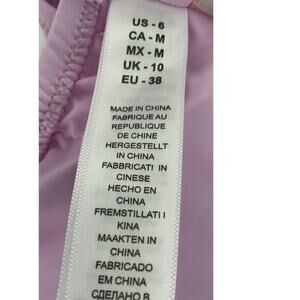 US - 6
CA - M
MX - M
UK - 10
EU - 38
MADE IN CHINA
FABRIQUE AU
REPUBLIQUE
DE CHINE
HERGESTELLT
IN CHINA
FABBRICATI IN
CINESE
HECHO EN
CHINA
FREMSTILLAT I
KINA
MAAKTEN IN
CHINA
FABRICADO
EM CHINA
СДЕЛАНО В